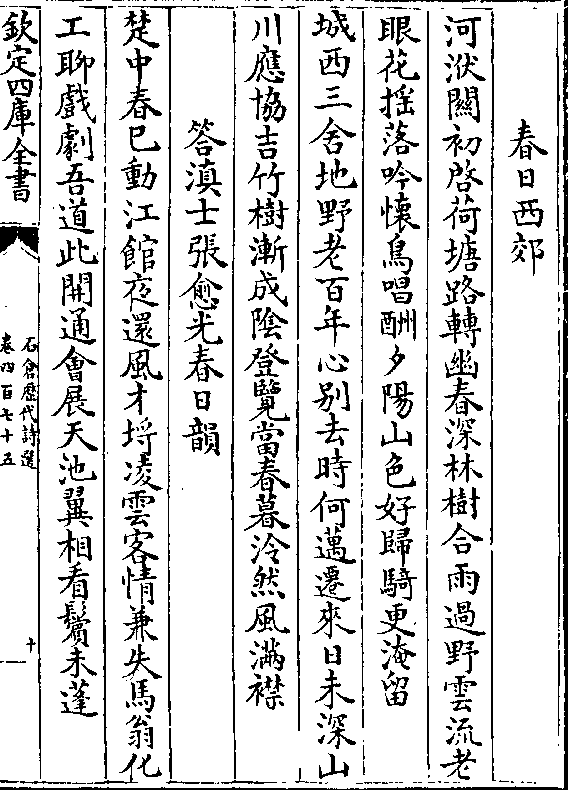 春日西郊
河洑關初啓荷塘路轉幽春深林樹合雨過野雲流老
眼花揺落吟懷鳥唱酬夕陽山色好歸騎更淹留
城西三舎地野老百年心别去時何邁遷來日未深山
川應協吉竹樹漸成陰登覽當春暮泠然風滿襟
答滇士張愈光春日韻
楚中春已動江館夜還風才埒凌雲客情兼失馬翁化
工聊戲劇吾道此開通會展天池翼相看鬢未蓬
欽定四庫全書
石倉歴代詩選
卷四百七十五
十